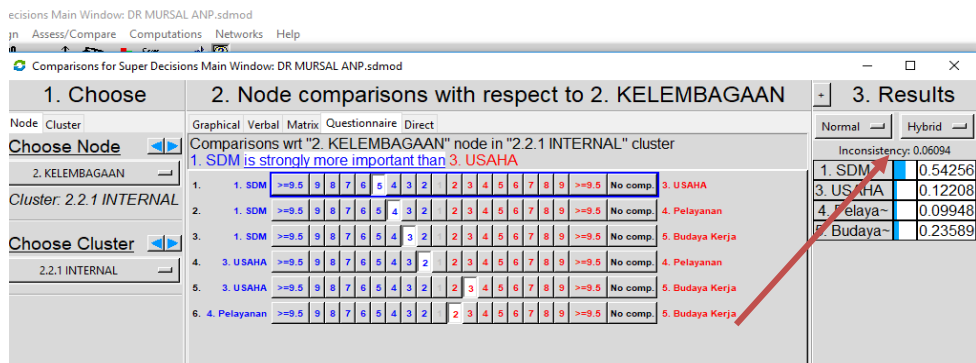 ecisions Main Window: DR MURSAL ANP.sdmod
gn Assess/Compare Computations Networks Help
Comparisons for Super Decisions Main Window: DR MURSAL ANP.sdmod
1. Choose
2. Node comparisons with respect to 2. KELEMBAGAAN
+ 3. Results
Node Cluster
Graphical Verbal Matrix Questionnaire Direct
Normal Hybrid
Choose Node
Comparisons wrt "2. KELEMBAGAAN" node in "2.2.1 INTERNAL" cluster
1. SDM is strongly more important than 3. USAHA
Inconsistency: 0.06094
2. KELEMBAGAAN
Cluster: 2.2.1 INTERNAL
Choose Cluster
2.2.1 INTERNAL
1. 1. SDM >=9.5 9 8 7 6 5 4 3 2 1 2 3 4 5 6 7 8 9 >=9.5 No comp. 3. USAHA
2. 1. SDM >=9.5 9 8 7 6 5 4 3 2 1 2 3 4 5 6 7 8 9 >=9.5 No comp. 4. Pelayanan
3. 1. SDM >=9.5 9 8 7 6 5 4 3 2 1 2 3 4 5 6 7 8 9 >=9.5 No comp. 5. Budaya Kerja
4. 3. USAHA >=9.5 9 8 7 6 5 4 3 2 1 2 3 4 5 6 7 8 9 >=9.5 No comp. 4. Pelayanan
5. 3. USAHA >=9.5 9 8 7 6 5 4 3 2 1 2 3 4 5 6 7 8 9 >=9.5 No comp. 5. Budaya Kerja
6. 4. Pelayanan >=9.5 9 8 7 6 5 4 3 2 1 2 3 4 5 6 7 8 9 >=9.5 No comp. 5. Budaya Kerja
1. SDM 0.54256
3. USAHA 0.12208
4. Pelaya~ 0.09948
Budaya~ 0.23589